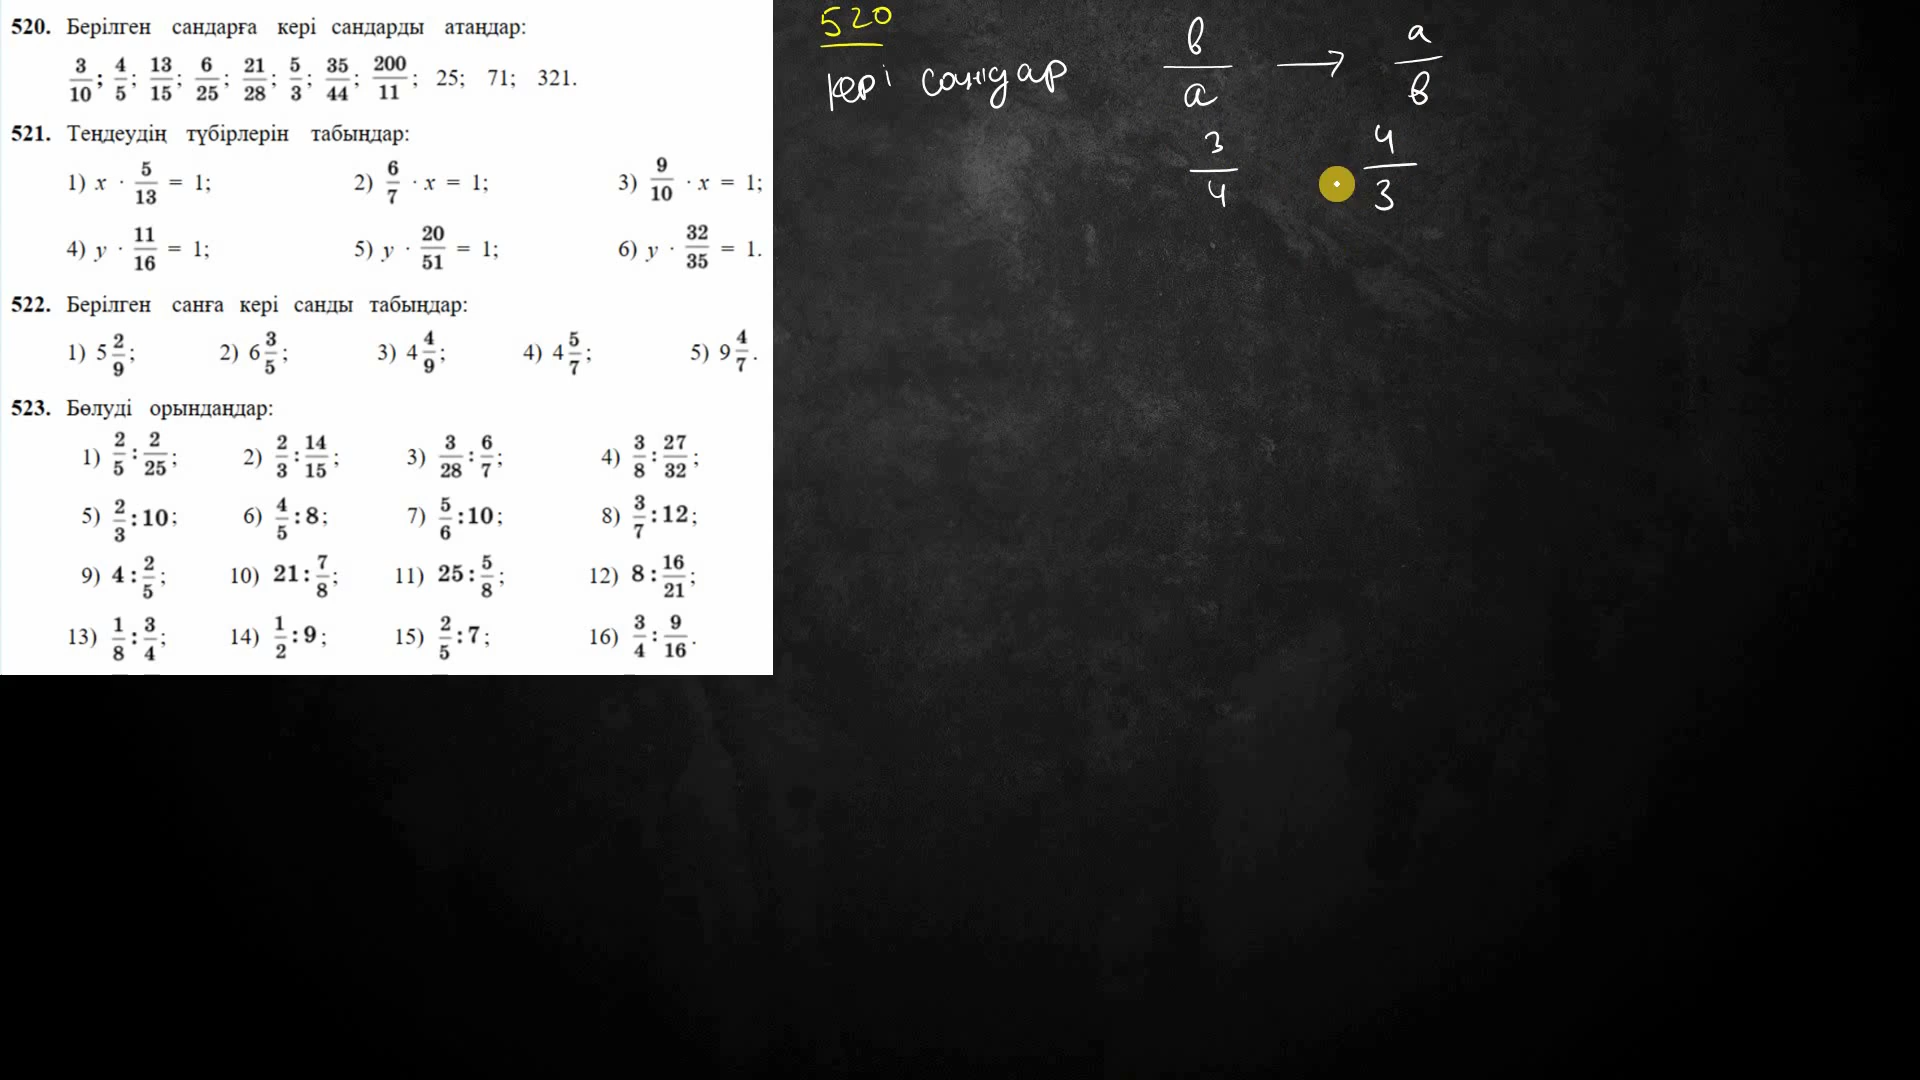 520. Берілген сандарға кері сандарды атаңдар:
3/10; 4/5; 13/15; 6/25; 21/28; 5/3; 35/44; 200/11; 25; 71; 321.
521. Теңдеудің түбірлерін табыңдар:
1) x · 5/13 = 1; 2) 6/7 · x = 1; 3) 9/10 · x = 1;
4) y · 11/16 = 1; 5) y · 20/51 = 1; 6) y · 32/35 = 1.
522. Берілген санға кері санды табыңдар:
1) 5 2/9; 2) 6 3/5; 3) 4 4/9; 4) 4 5/7; 5) 9 4/7.
523. Бөлуді орындаңдар:
1) 2/5 : 2/25; 2) 2/3 : 14/15; 3) 3/28 : 6/7; 4) 3/8 : 27/32;
5) 2/3 : 10; 6) 4/5 : 8; 7) 5/6 : 10; 8) 3/7 : 12;
9) 4 : 2/5; 10) 21 : 7/8; 11) 25 : 5/8; 12) 8 : 16/21;
13) 1/8 : 3/4; 14) 1/2 : 9; 15) 2/5 : 7; 16) 3/4 : 9/16.
520
кері сандар в/а → а/в
3/4 4/3